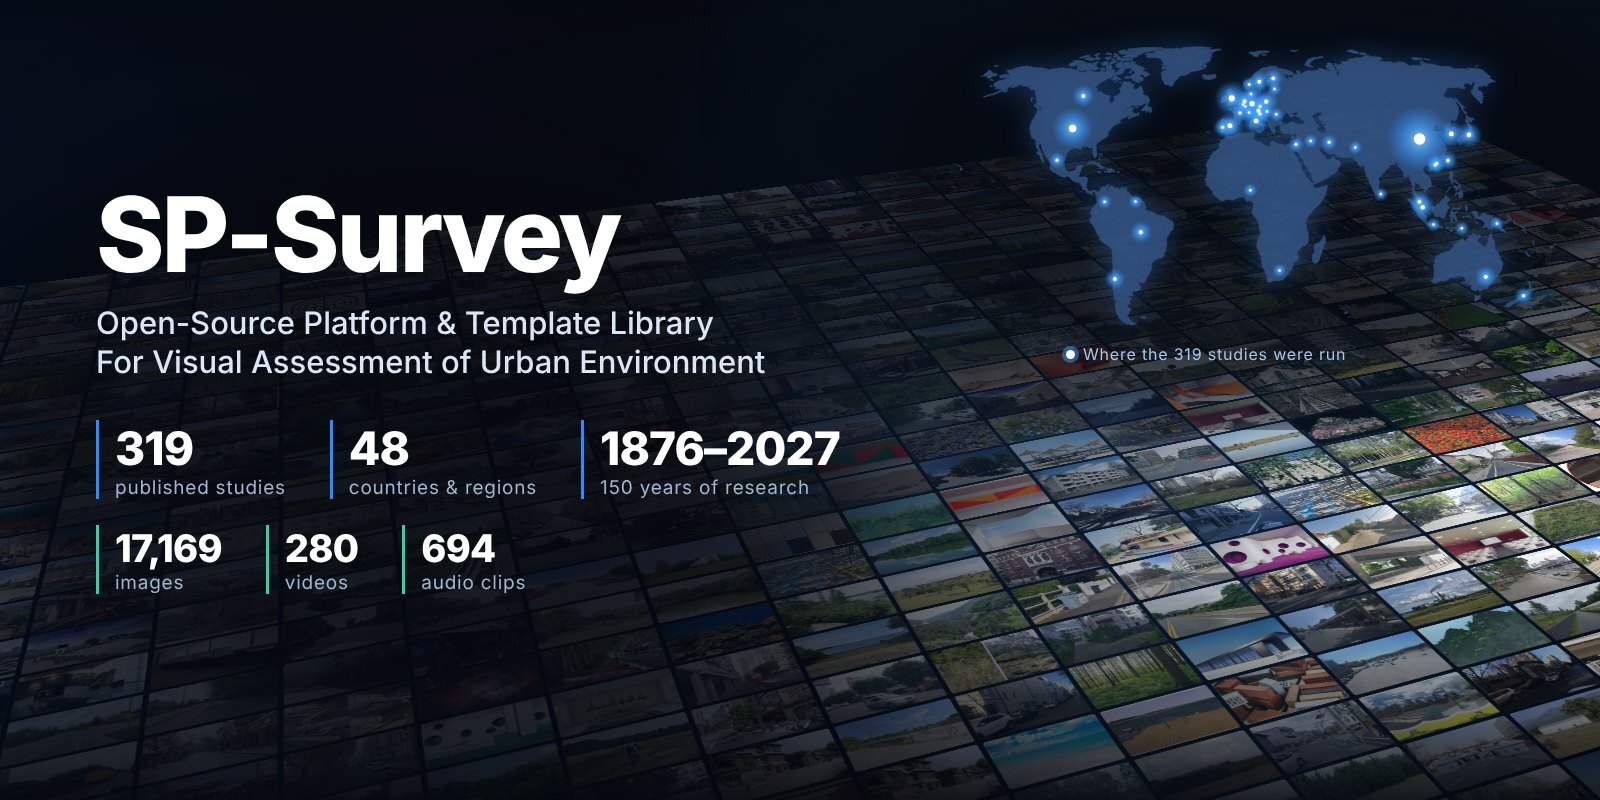 SP-Survey
Open-Source Platform & Template Library
For Visual Assessment of Urban Environment
319
published studies
48
countries & regions
1876–2027
150 years of research
17,169
images
280
videos
694
audio clips
Where the 319 studies were run